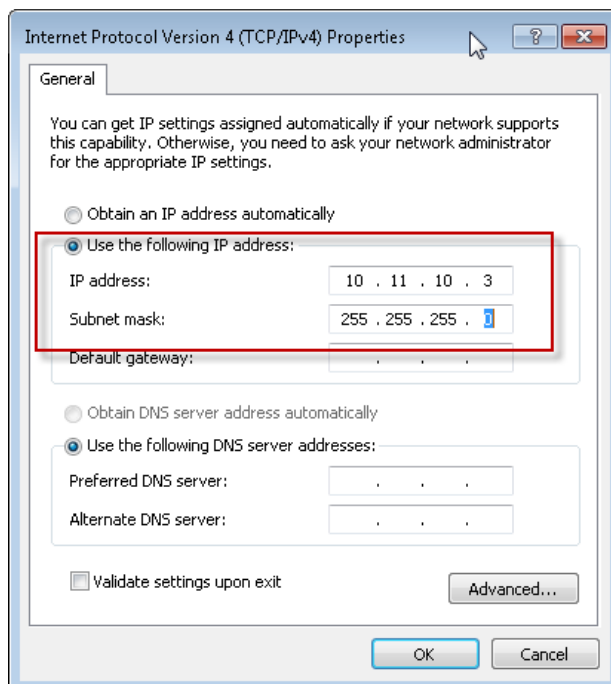 Internet Protocol Version 4 (TCP/IPv4) Properties
General
You can get IP settings assigned automatically if your network supports
this capability. Otherwise, you need to ask your network administrator
for the appropriate IP settings.
Obtain an IP address automatically
Use the following IP address:
IP address: 10 . 11 . 10 . 3
Subnet mask: 255 . 255 . 255 . 0
Default gateway: . . .
Obtain DNS server address automatically
Use the following DNS server addresses:
Preferred DNS server: . . .
Alternate DNS server: . . .
Validate settings upon exit
Advanced...
OK Cancel